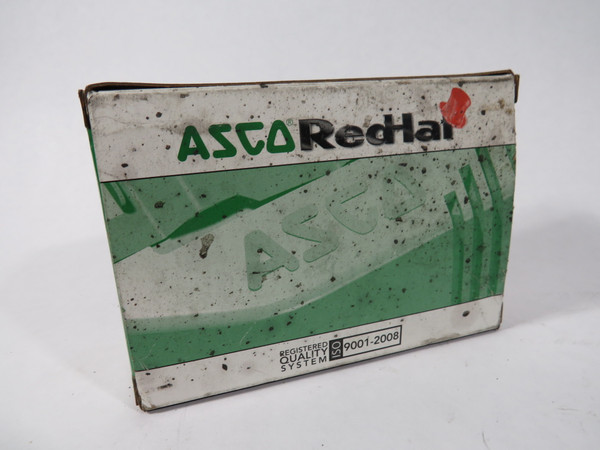 ASCO® RedHat
ASCO
REGISTERED
QUALITY
SYSTEM
ISO 9001-2008